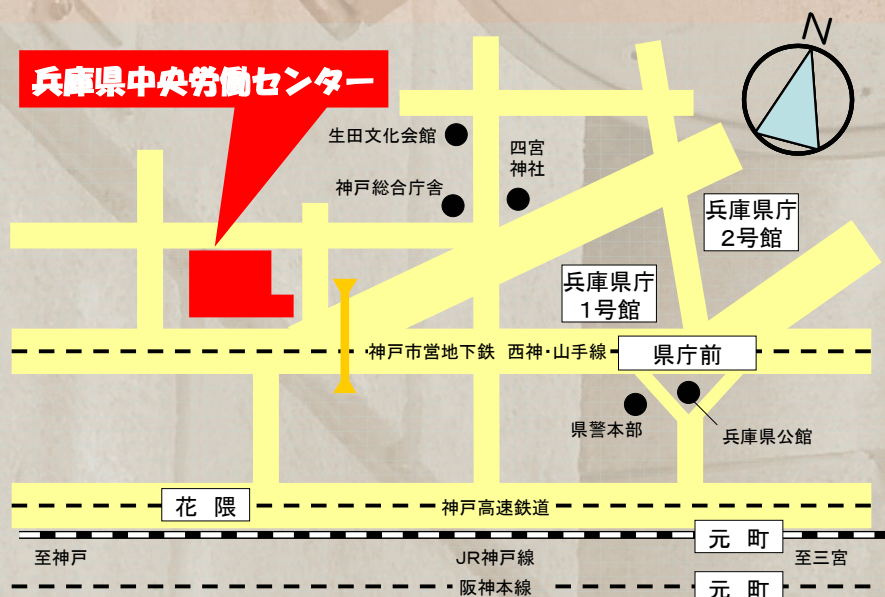 N
兵庫県中央労働センター
生田文化会館
四宮
神社
神戸総合庁舎
兵庫県庁
2号館
兵庫県庁
1号館
神戸市営地下鉄 西神・山手線
県庁前
県警本部
兵庫県公館
花 隈
神戸高速鉄道
元 町
至神戸
JR神戸線
至三宮
阪神本線
元 町